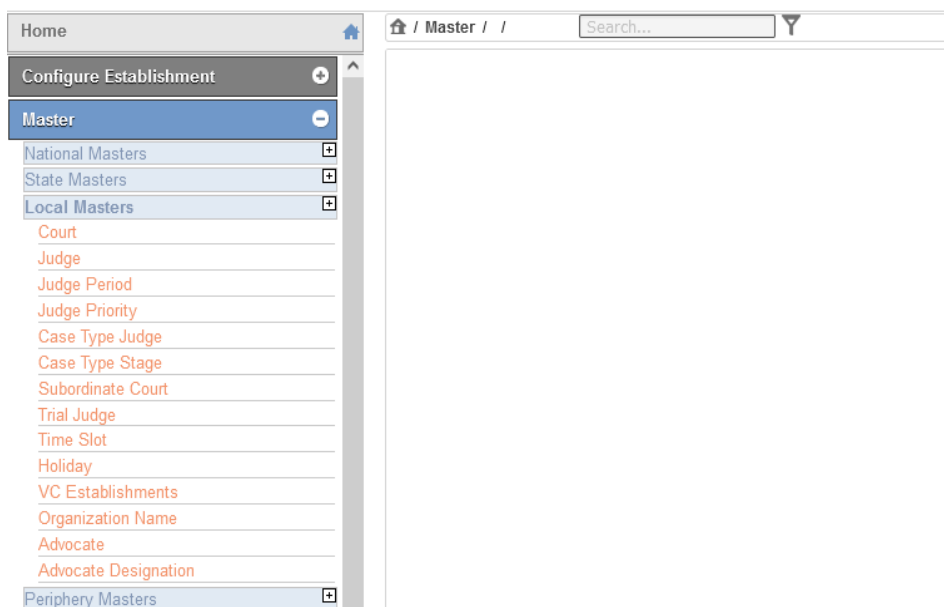 Home
/ Master / /
Search...
Configure Establishment
Master
National Masters
State Masters
Local Masters
Court
Judge
Judge Period
Judge Priority
Case Type Judge
Case Type Stage
Subordinate Court
Trial Judge
Time Slot
Holiday
VC Establishments
Organization Name
Advocate
Advocate Designation
Periphery Masters